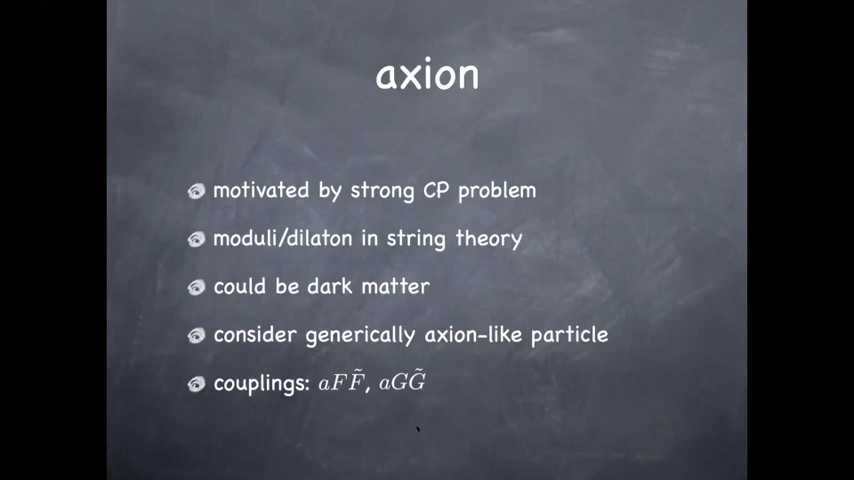 axion
motivated by strong CP problem
moduli/dilaton in string theory
could be dark matter
consider generically axion-like particle
couplings: aFF̃, aGG̃